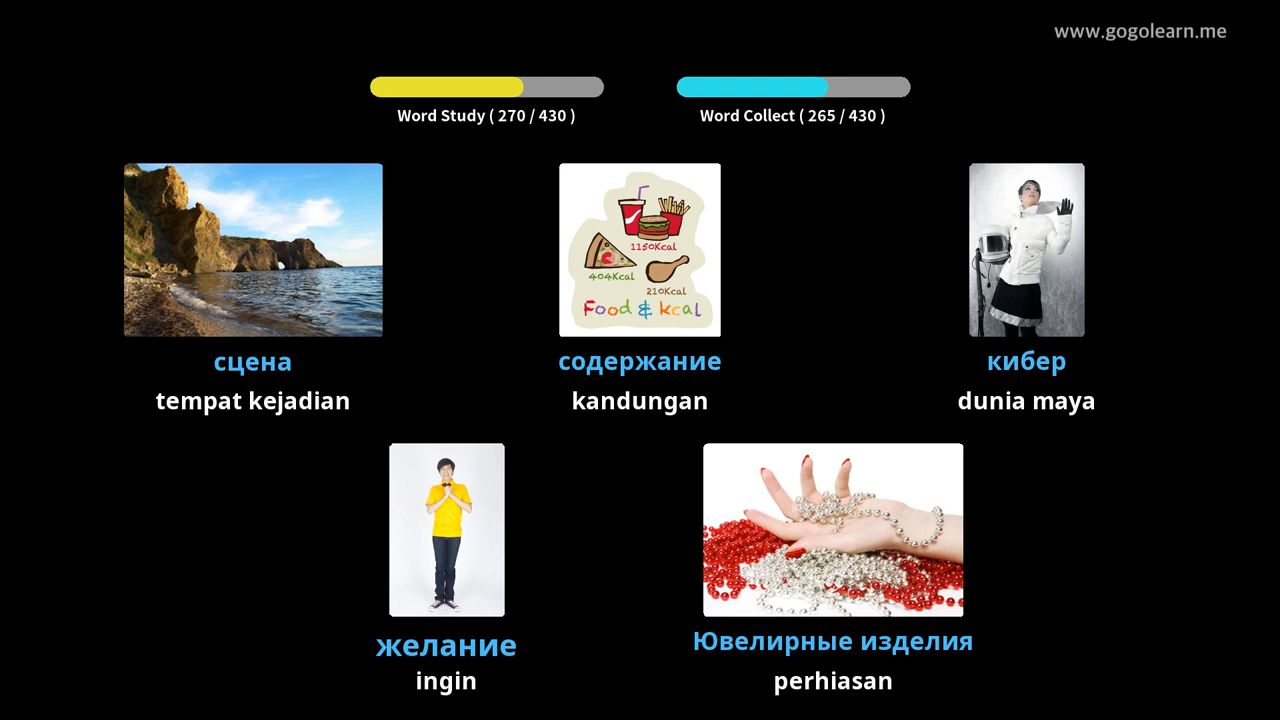 www.gogolearn.me
Word Study ( 270 / 430 )
Word Collect ( 265 / 430 )
1150Kcal
404Kcal
210Kcal
Food & kcal
сцена
содержание
кибер
tempat kejadian
kandungan
dunia maya
желание
Ювелирные изделия
ingin
perhiasan